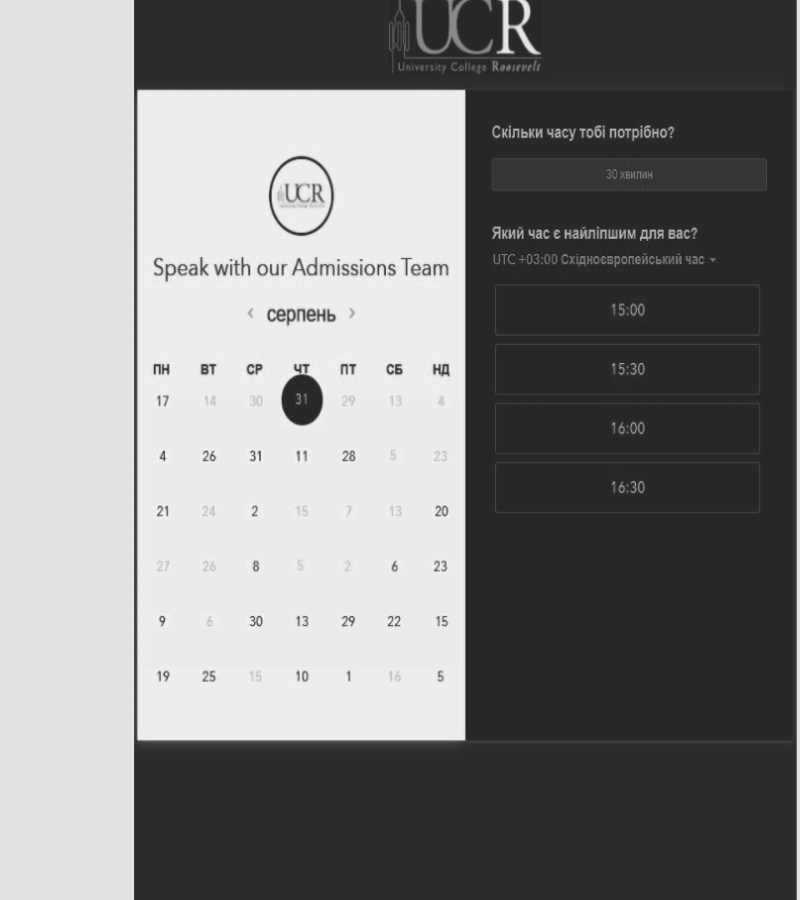 UCR
University College Roosevelt
UCR
Speak with our Admissions Team
‹ серпень ›
ПН ВТ СР ЧТ ПТ СБ НД
17 14 30 31 29 13 4
4 26 31 11 28 5 23
21 24 2 15 7 13 20
27 26 8 5 2 6 23
9 6 30 13 29 22 15
19 25 15 10 1 16 5
Скільки часу тобі потрібно?
30 хвилин
Який час є найліпшим для вас?
UTC +03:00 Східноєвропейський час
15:00
15:30
16:00
16:30